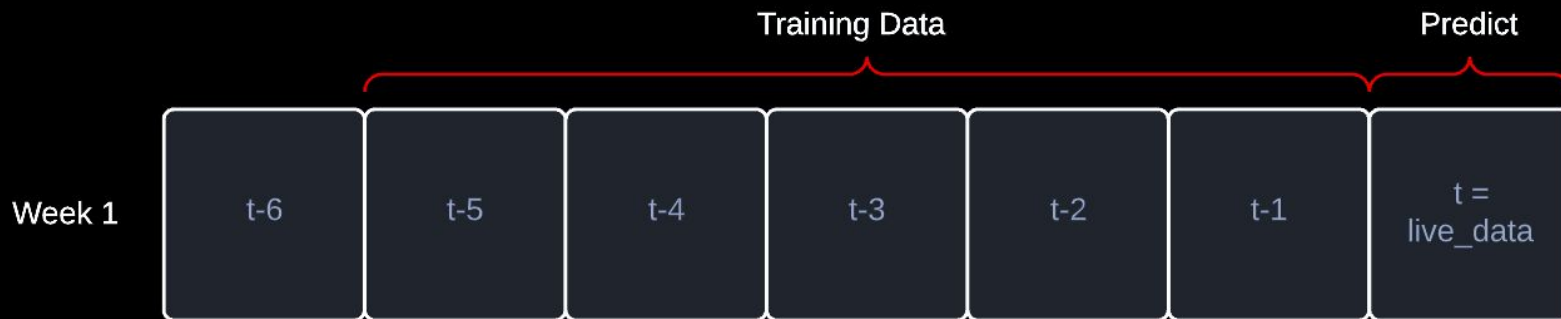 Training Data
Predict
Week 1
t-6
t-5
t-4
t-3
t-2
t-1
t =
live_data